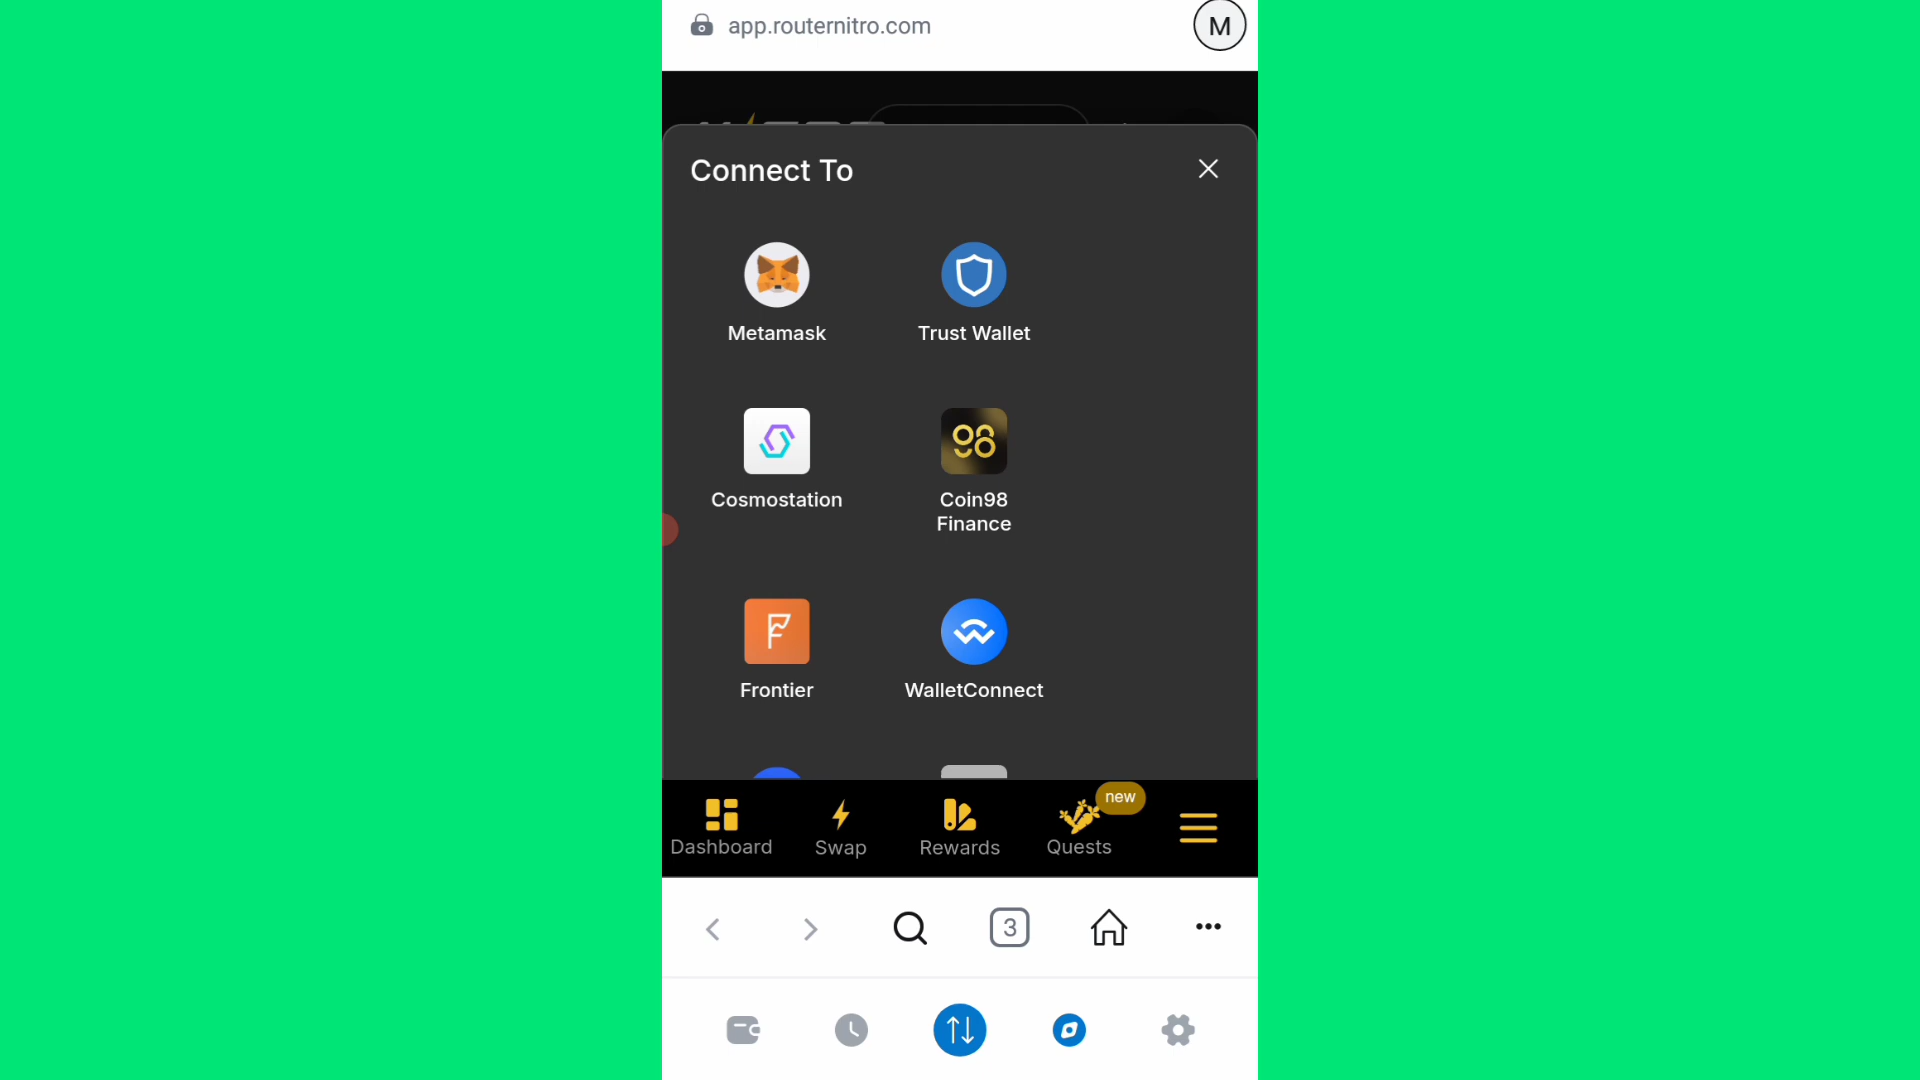 app.routernitro.com
M
Connect To
Metamask
Trust Wallet
Cosmostation
Coin98
Finance
Frontier
WalletConnect
new
Dashboard
Swap
Rewards
Quests
3